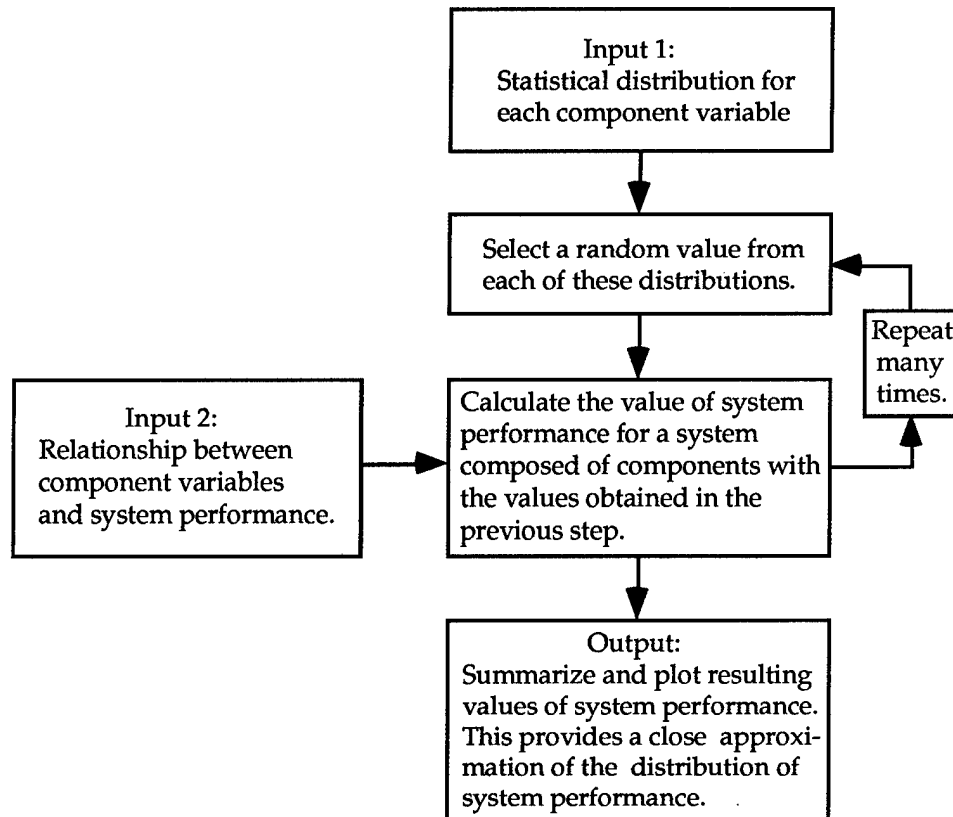 Input 1:
Statistical distribution for
each component variable
Select a random value from
each of these distributions.
Repeat
many
times.
Input 2:
Relationship between
component variables
and system performance.
Calculate the value of system
performance for a system
composed of components with
the values obtained in the
previous step.
Output:
Summarize and plot resulting
values of system performance.
This provides a close approxi-
mation of the distribution of
system performance.